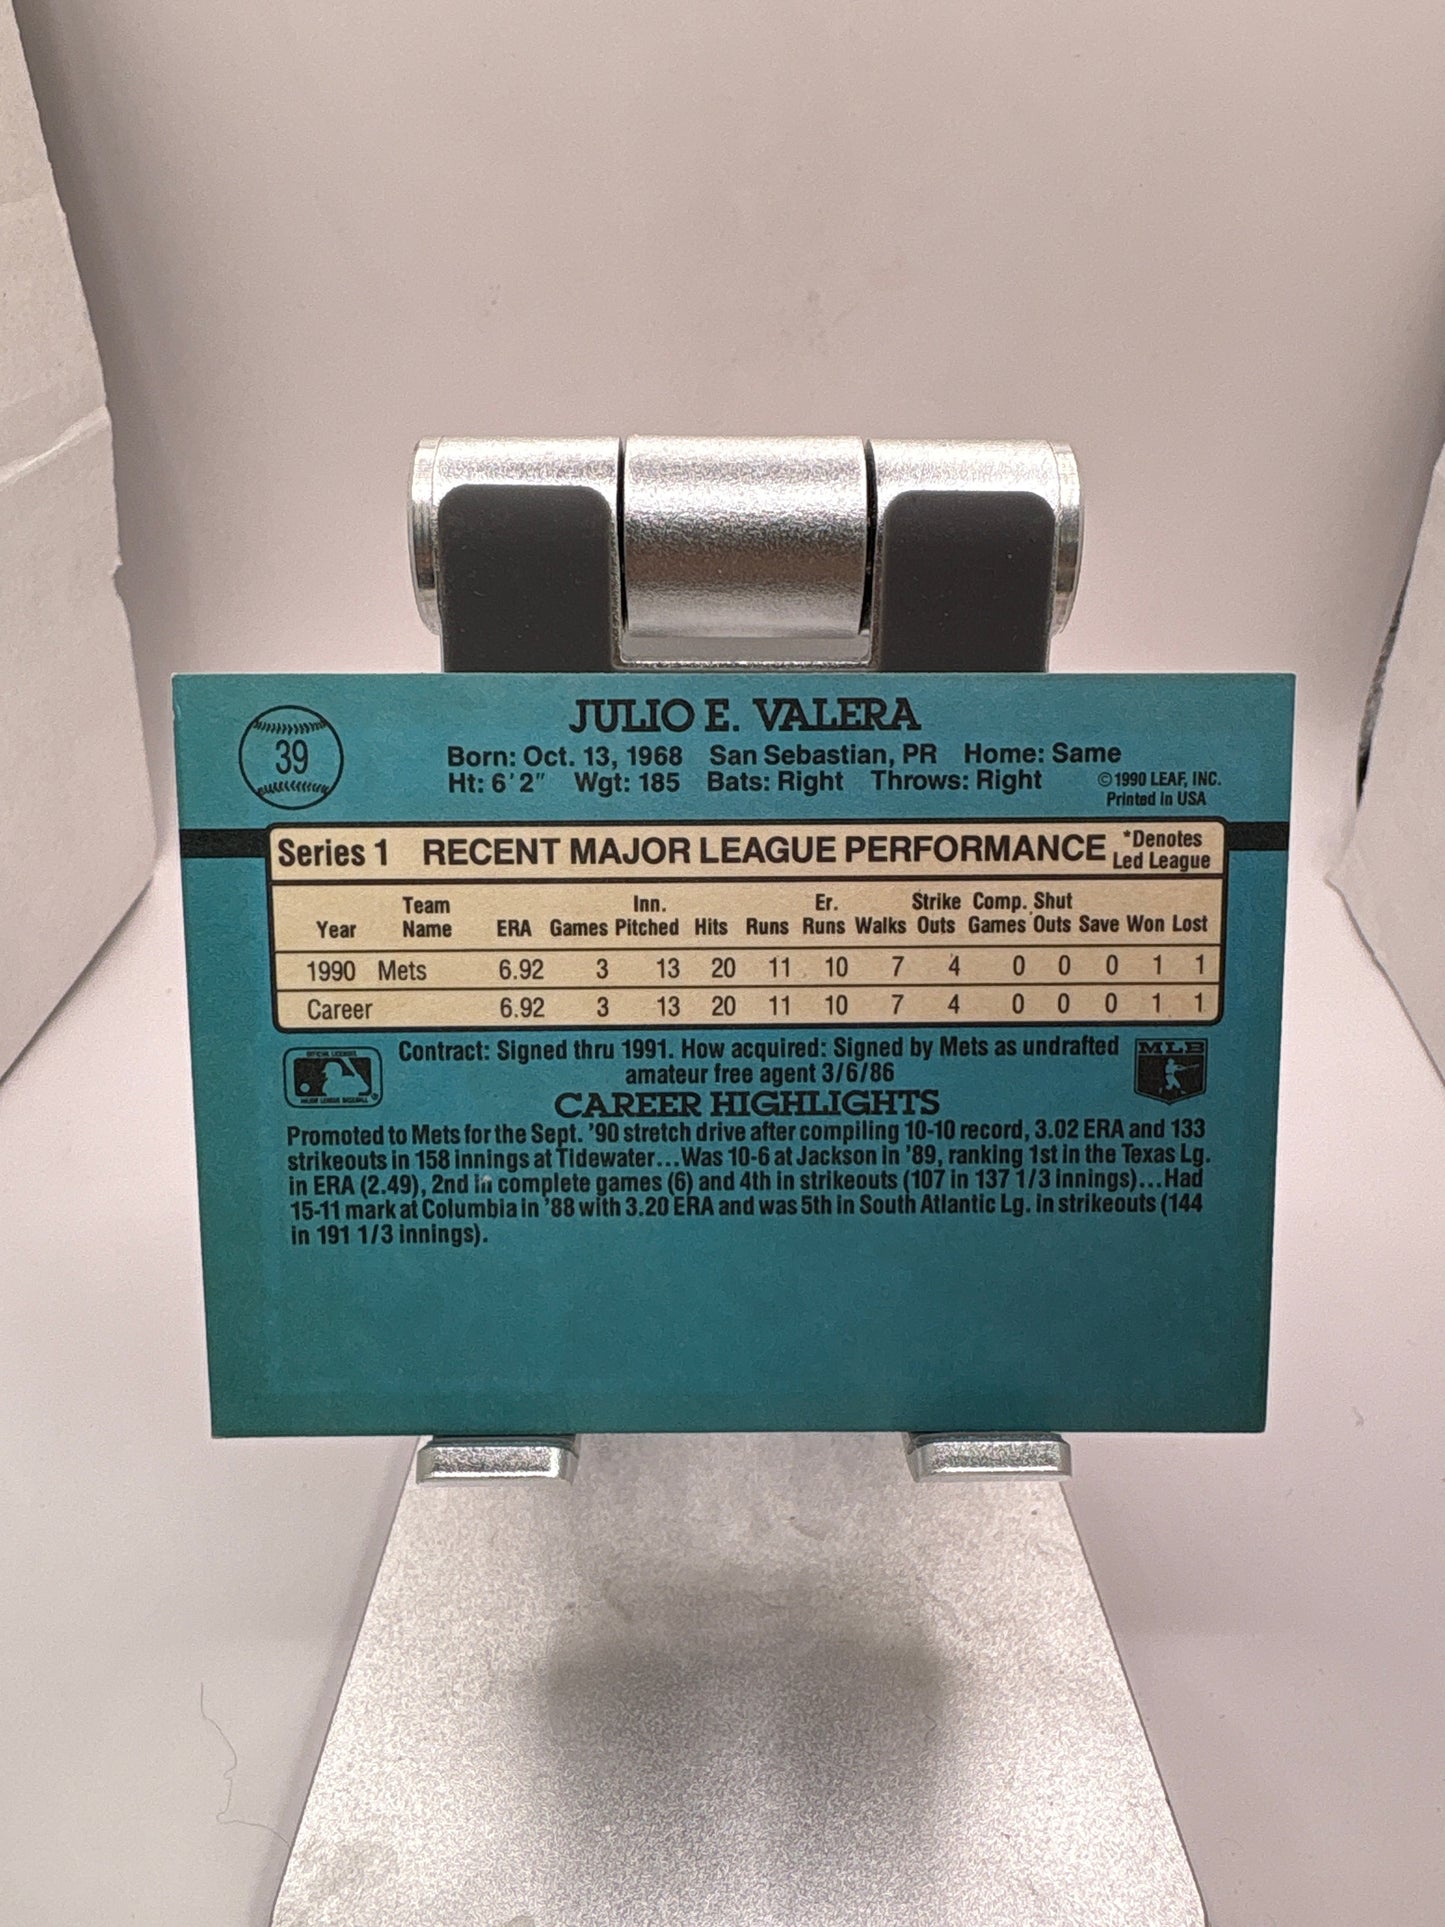 39
JULIO E. VALERA
Born: Oct. 13, 1968 San Sebastian, PR Home: Same
Ht: 6'2" Wgt: 185 Bats: Right Throws: Right
©1990 LEAF, INC.
Printed in USA
Series 1 RECENT MAJOR LEAGUE PERFORMANCE *Denotes Led League
Year Team Name ERA Games Inn. Pitched Hits Runs Er. Runs Walks Strike Outs Comp. Games Shut Outs Save Won Lost
1990 Mets 6.92 3 13 20 11 10 7 4 0 0 0 1 1
Career 6.92 3 13 20 11 10 7 4 0 0 0 1 1
Contract: Signed thru 1991. How acquired: Signed by Mets as undrafted
amateur free agent 3/6/86
MLB
CAREER HIGHLIGHTS
Promoted to Mets for the Sept. '90 stretch drive after compiling 10-10 record, 3.02 ERA and 133
strikeouts in 158 innings at Tidewater...Was 10-6 at Jackson in '89, ranking 1st in the Texas Lg.
in ERA (2.49), 2nd in complete games (6) and 4th in strikeouts (107 in 137 1/3 innings)...Had
15-11 mark at Columbia in '88 with 3.20 ERA and was 5th in South Atlantic Lg. in strikeouts (144
in 191 1/3 innings).